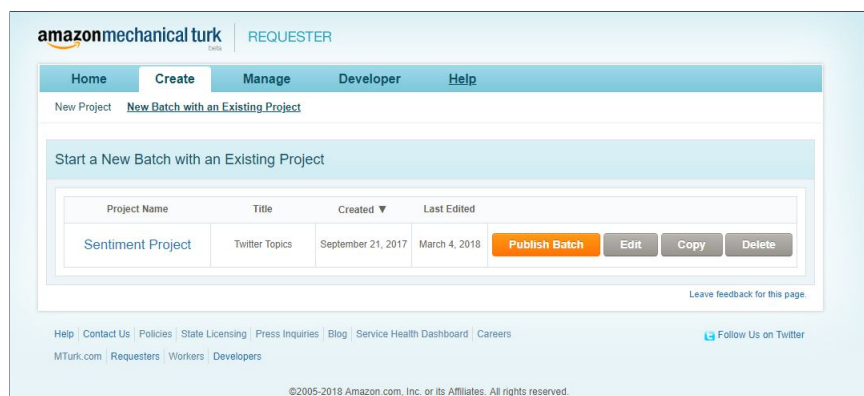 amazonmechanical turk REQUESTER
beta
Home Create Manage Developer Help
New Project New Batch with an Existing Project
Start a New Batch with an Existing Project
Project Name Title Created ▼ Last Edited
Sentiment Project Twitter Topics September 21, 2017 March 4, 2018 Publish Batch Edit Copy Delete
Leave feedback for this page.
Help Contact Us Policies State Licensing Press Inquiries Blog Service Health Dashboard Careers Follow Us on Twitter
MTurk.com Requesters Workers Developers
©2005-2018 Amazon.com, Inc. or its Affiliates. All rights reserved.